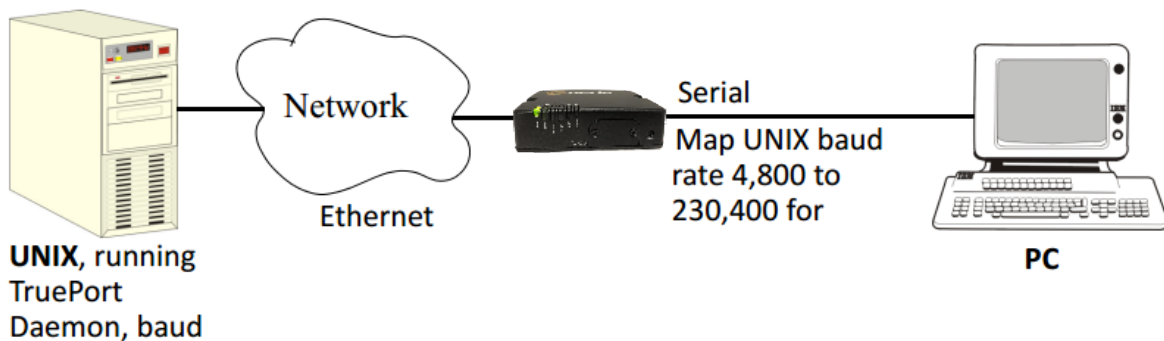 Network
Ethernet
Serial
Map UNIX baud
rate 4,800 to
230,400 for
UNIX, running
TruePort
Daemon, baud
PC